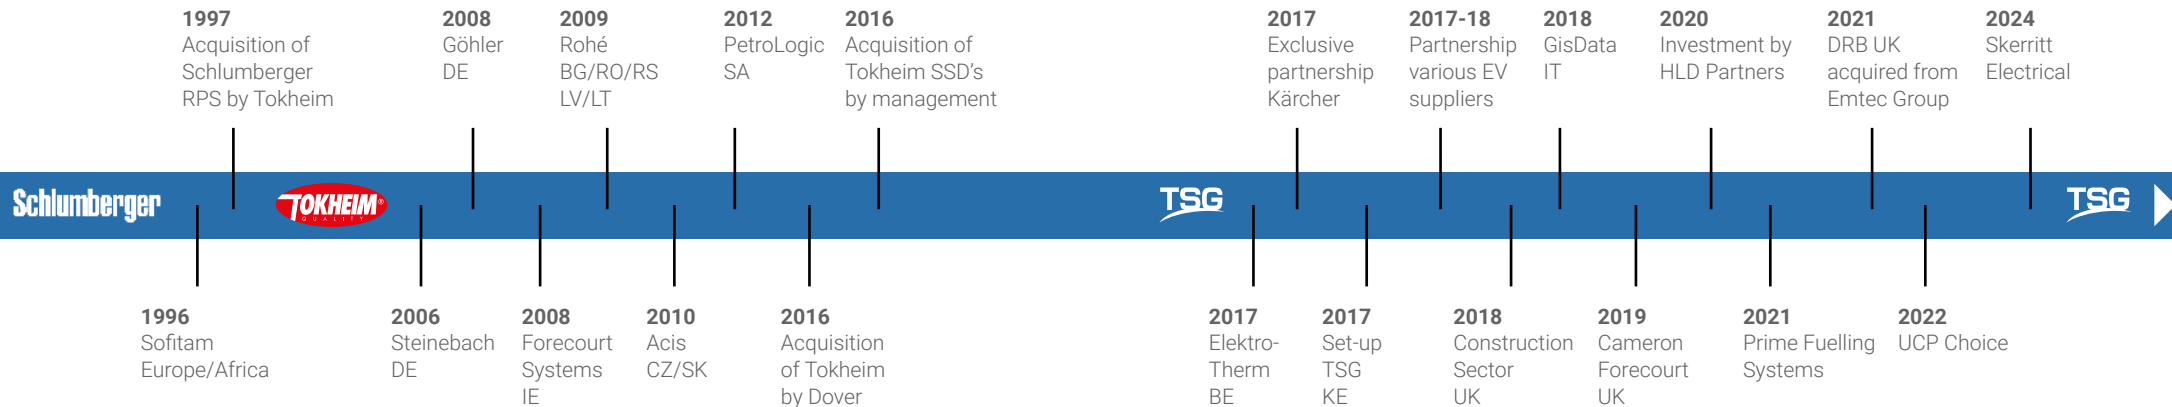 1997
Acquisition of
Schlumberger
RPS by Tokheim
2008
Göhler
DE
2009
Rohé
BG/RO/RS
LV/LT
2012
PetroLogic
SA
2016
Acquisition of
Tokheim SSD's
by management
2017
Exclusive
partnership
Kärcher
2017-18
Partnership
various EV
suppliers
2018
GisData
IT
2020
Investment by
HLD Partners
2021
DRB UK
acquired from
Emtec Group
2024
Skerritt
Electrical
Schlumberger
TOKHEIM®
QUALITY
TSG
TSG
1996
Sofitam
Europe/Africa
2006
Steinebach
DE
2008
Forecourt
Systems
IE
2010
Acis
CZ/SK
2016
Acquisition
of Tokheim
by Dover
2017
Elektro-
Therm
BE
2017
Set-up
TSG
KE
2018
Construction
Sector
UK
2019
Cameron
Forecourt
UK
2021
Prime Fuelling
Systems
2022
UCP Choice